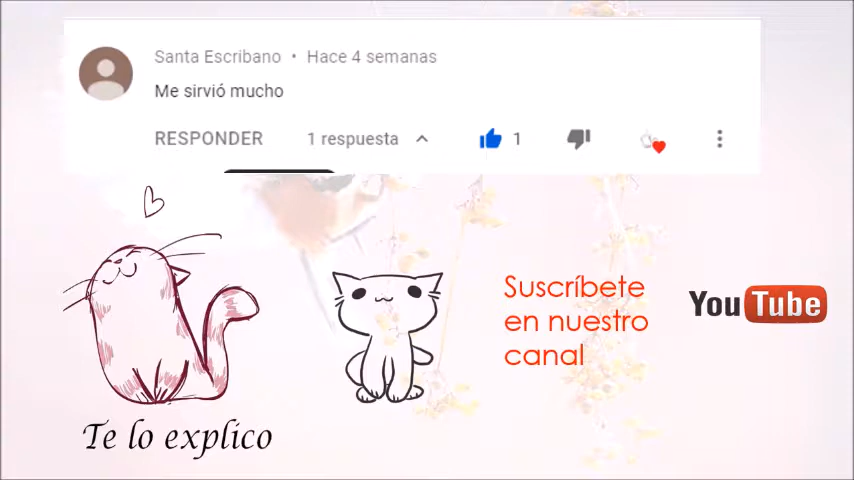 Santa Escribano • Hace 4 semanas
Me sirvió mucho
RESPONDER 1 respuesta 1
Suscríbete
en nuestro
canal
YouTube
Te lo explico